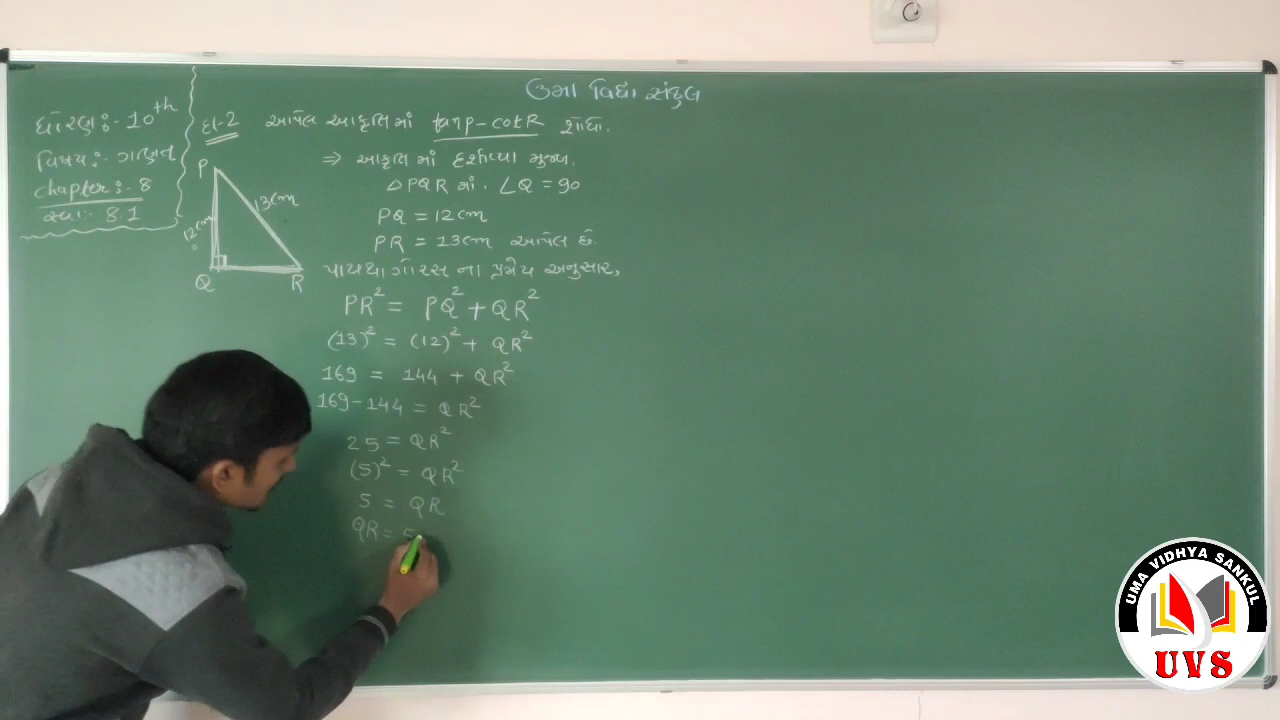 ઉમા વિદ્યા સંકુલ
ધોરણ :- 10th
વિષય :- ગણિત
chapter :- 8
સ્વા :- 8.1
દા-2 આપેલ આકૃતિમાં tanp-cotR શોધો.
P
13cm
12cm
Q
R
⇒ આકૃતિમાં દર્શાવ્યા મુજબ.
△PQR માં. ∠Q = 90
PQ = 12cm
PR = 13cm આપેલ છે.
પાયથાગોરસ ના પ્રમેય અનુસાર,
PR² = PQ² + QR²
(13)² = (12)² + QR²
169 = 144 + QR²
169 - 144 = QR²
25 = QR²
(5)² = QR²
5 = QR
QR = 5
UMA VIDHYA SANKUL
UVS